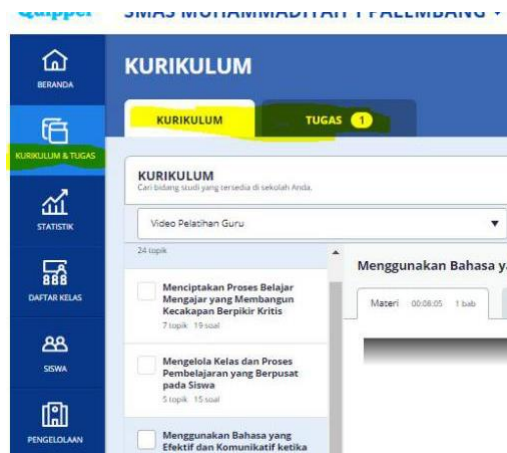 Quipper
SMAS MUHAMMADIYAH 1 PALEMBANG
BERANDA
KURIKULUM & TUGAS
STATISTIK
DAFTAR KELAS
SISWA
PENGELOLAAN
KURIKULUM
KURIKULUM
TUGAS 1
KURIKULUM
Cari bidang studi yang tersedia di sekolah Anda.
Video Pelatihan Guru
24 topik
Menciptakan Proses Belajar
Mengajar yang Membangun
Kecakapan Berpikir Kritis
7 topik 19 soal
Mengelola Kelas dan Proses
Pembelajaran yang Berpusat
pada Siswa
5 topik 15 soal
Menggunakan Bahasa yang
Efektif dan Komunikatif ketika
Menggunakan Bahasa ya
Materi 00:08:05 1 bab